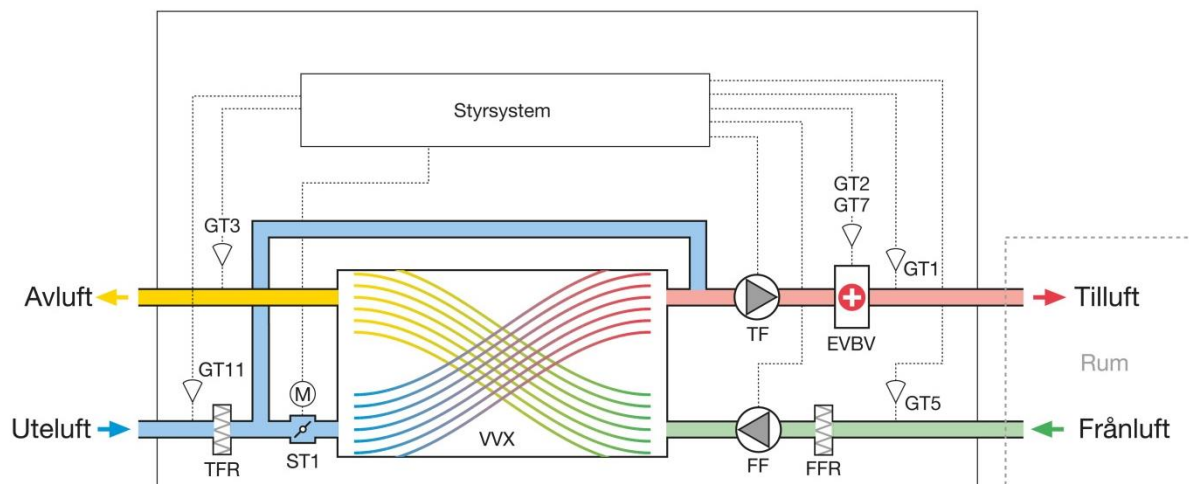 Styrsystem
GT2
GT7
GT3
GT1
Avluft
Tilluft
TF
EVBV
Rum
GT11
M
GT5
Uteluft
VVX
Frånluft
TFR
ST1
FF
FFR